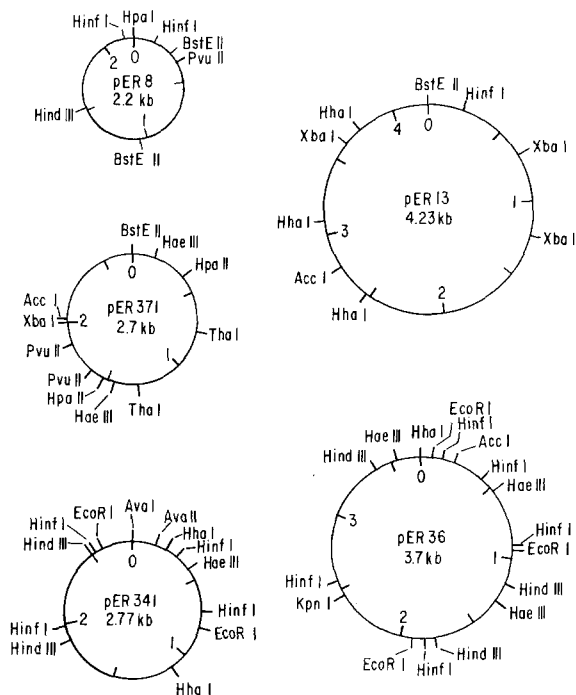 Hpa I
Hinf I
Hinf I
0
BstE II
Pvu II
2
pER 8
2.2 kb
Hind III
1
BstE II
BstE II
Hinf I
Hha I
4
0
Xba I
Xba I
pER 13
4.23 kb
1
Hha I
3
Xba I
Acc I
Hha I
2
BstE II
Hae III
0
Hpa II
Acc I
pER 371
Xba I
2
2.7 kb
Tha I
Pvu II
1
Pvu II
Hpa II
Hae III
Tha I
EcoR I
Hinf I
Hha I
Hae III
Acc I
Hind III
0
Hinf I
Hae III
3
pER 36
3.7 kb
Hinf I
EcoR I
1
Hinf I
Kpn I
Hind III
Hae III
2
EcoR I
Hinf I
Hind III
Ava I
EcoR I
Ava II
Hinf I
Hha I
Hind III
0
Hinf I
Hae III
pER 341
2.77 kb
Hinf I
Hinf I
2
EcoR I
Hind III
1
Hha I